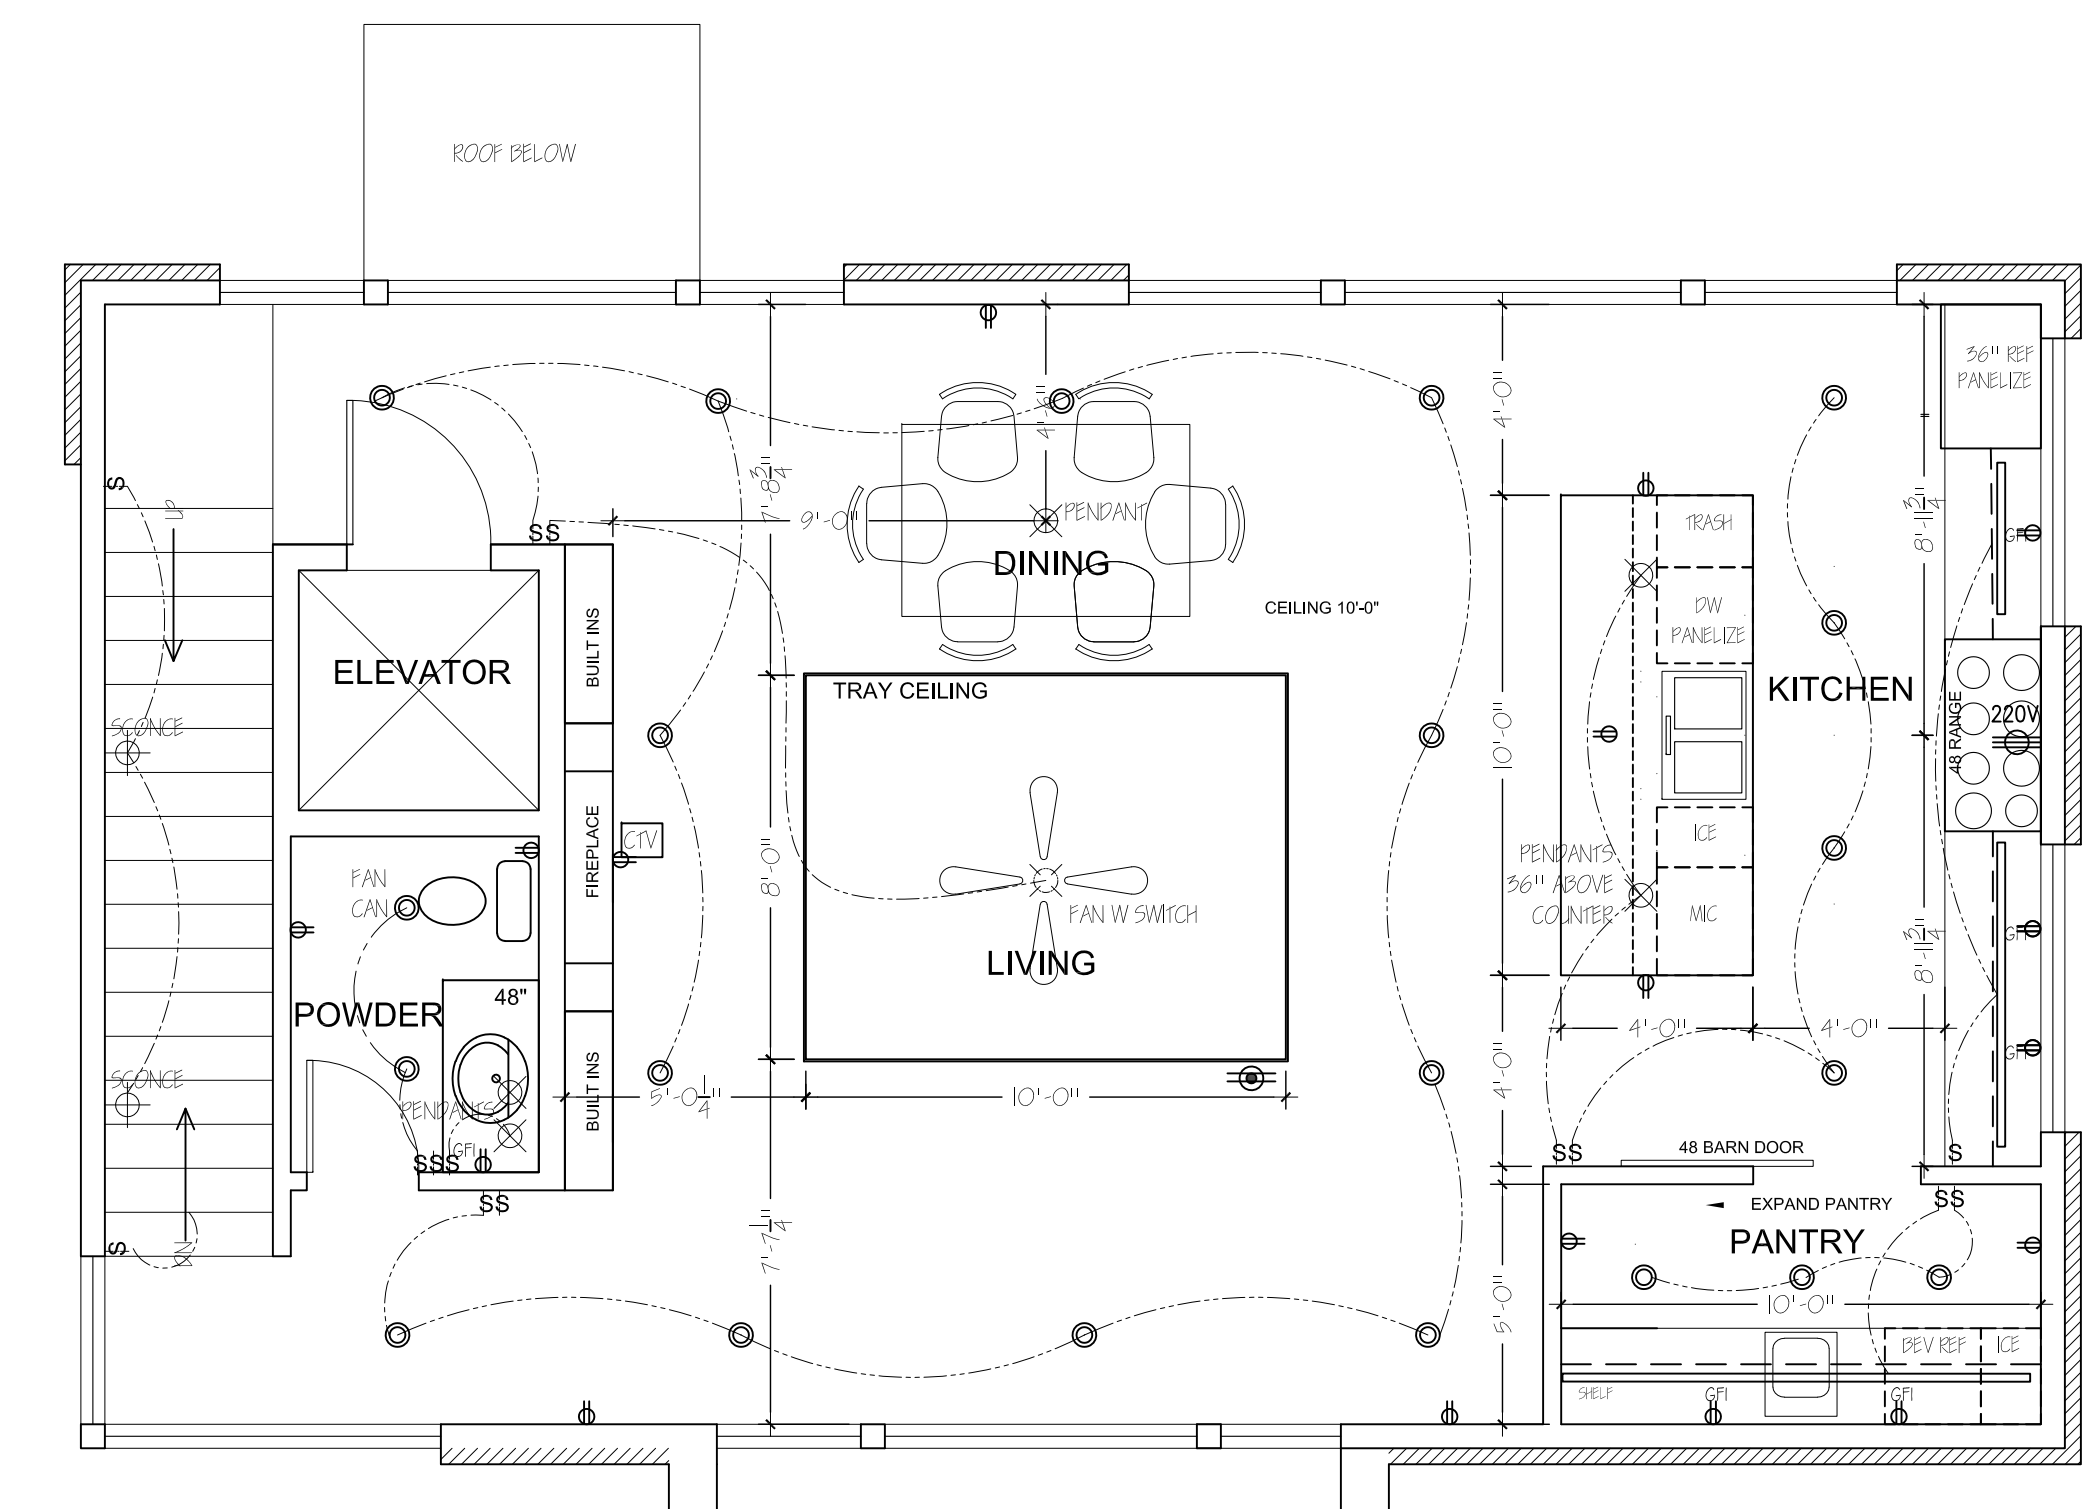 ROOF BELOW
36" REF
PANELIZE
4'-6"
4'-0"
7'-8 3/4"
S
UP
SS
9'-0"
PENDANT
DINING
TRASH
8'-11 3/4"
GFI
CEILING 10'-0"
DW
PANELIZE
BUILT INS
ELEVATOR
TRAY CEILING
KITCHEN
48 RANGE
220V
SCONCE
10'-0"
FIREPLACE
CTV
ICE
8'-0"
PENDANTS
36" ABOVE
COUNTER
FAN
CAN
FAN W SWITCH
MIC
GFI
8'-11 3/4"
LIVING
48"
POWDER
4'-0"
4'-0"
GFI
SCONCE
4'-0"
BUILT INS
5'-0 1/4"
10'-0"
PENDANTS
GFI
SSS
SS
48 BARN DOOR
S
SS
SS
EXPAND PANTRY
PANTRY
7'-7 1/4"
S
DN
5'-0"
10'-0"
BEV REF
ICE
SHELF
GFI
GFI